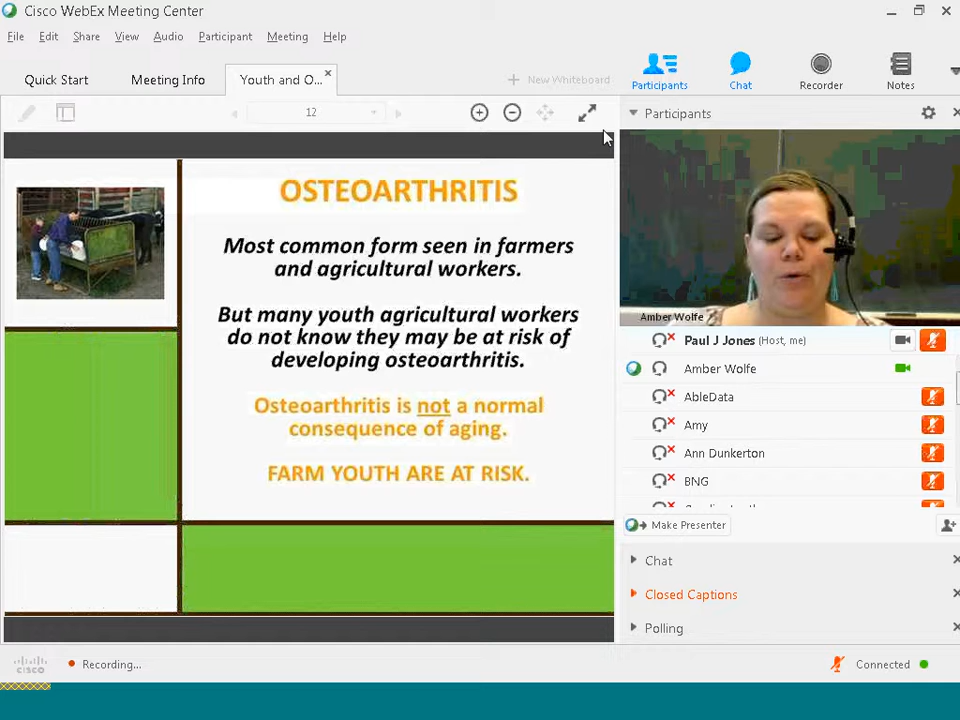 Cisco WebEx Meeting Center
File Edit Share View Audio Participant Meeting Help
Quick Start Meeting Info Youth and O... New Whiteboard
Participants Chat Recorder Notes
12
Participants
OSTEOARTHRITIS
Most common form seen in farmers
and agricultural workers.
But many youth agricultural workers
do not know they may be at risk of
developing osteoarthritis.
Osteoarthritis is not a normal
consequence of aging.
FARM YOUTH ARE AT RISK.
Amber Wolfe
Paul J Jones (Host, me)
Amber Wolfe
AbleData
Amy
Ann Dunkerton
BNG
Make Presenter
Chat
Closed Captions
Polling
cisco
Recording...
Connected